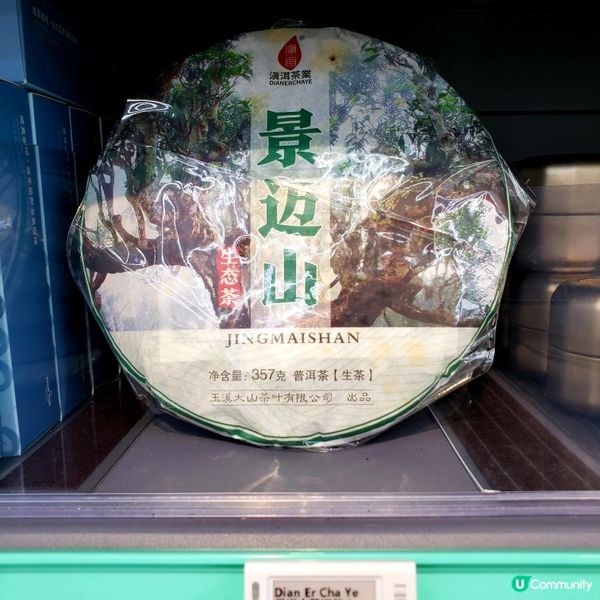 滇洱
滇洱茶業
DIANERCHAYE
景迈山
生态茶
JINGMAISHAN
净含量：357克 普洱茶【生茶】
玉溪大山茶叶有限公司 出品
Dian Er Cha Ye
U Community